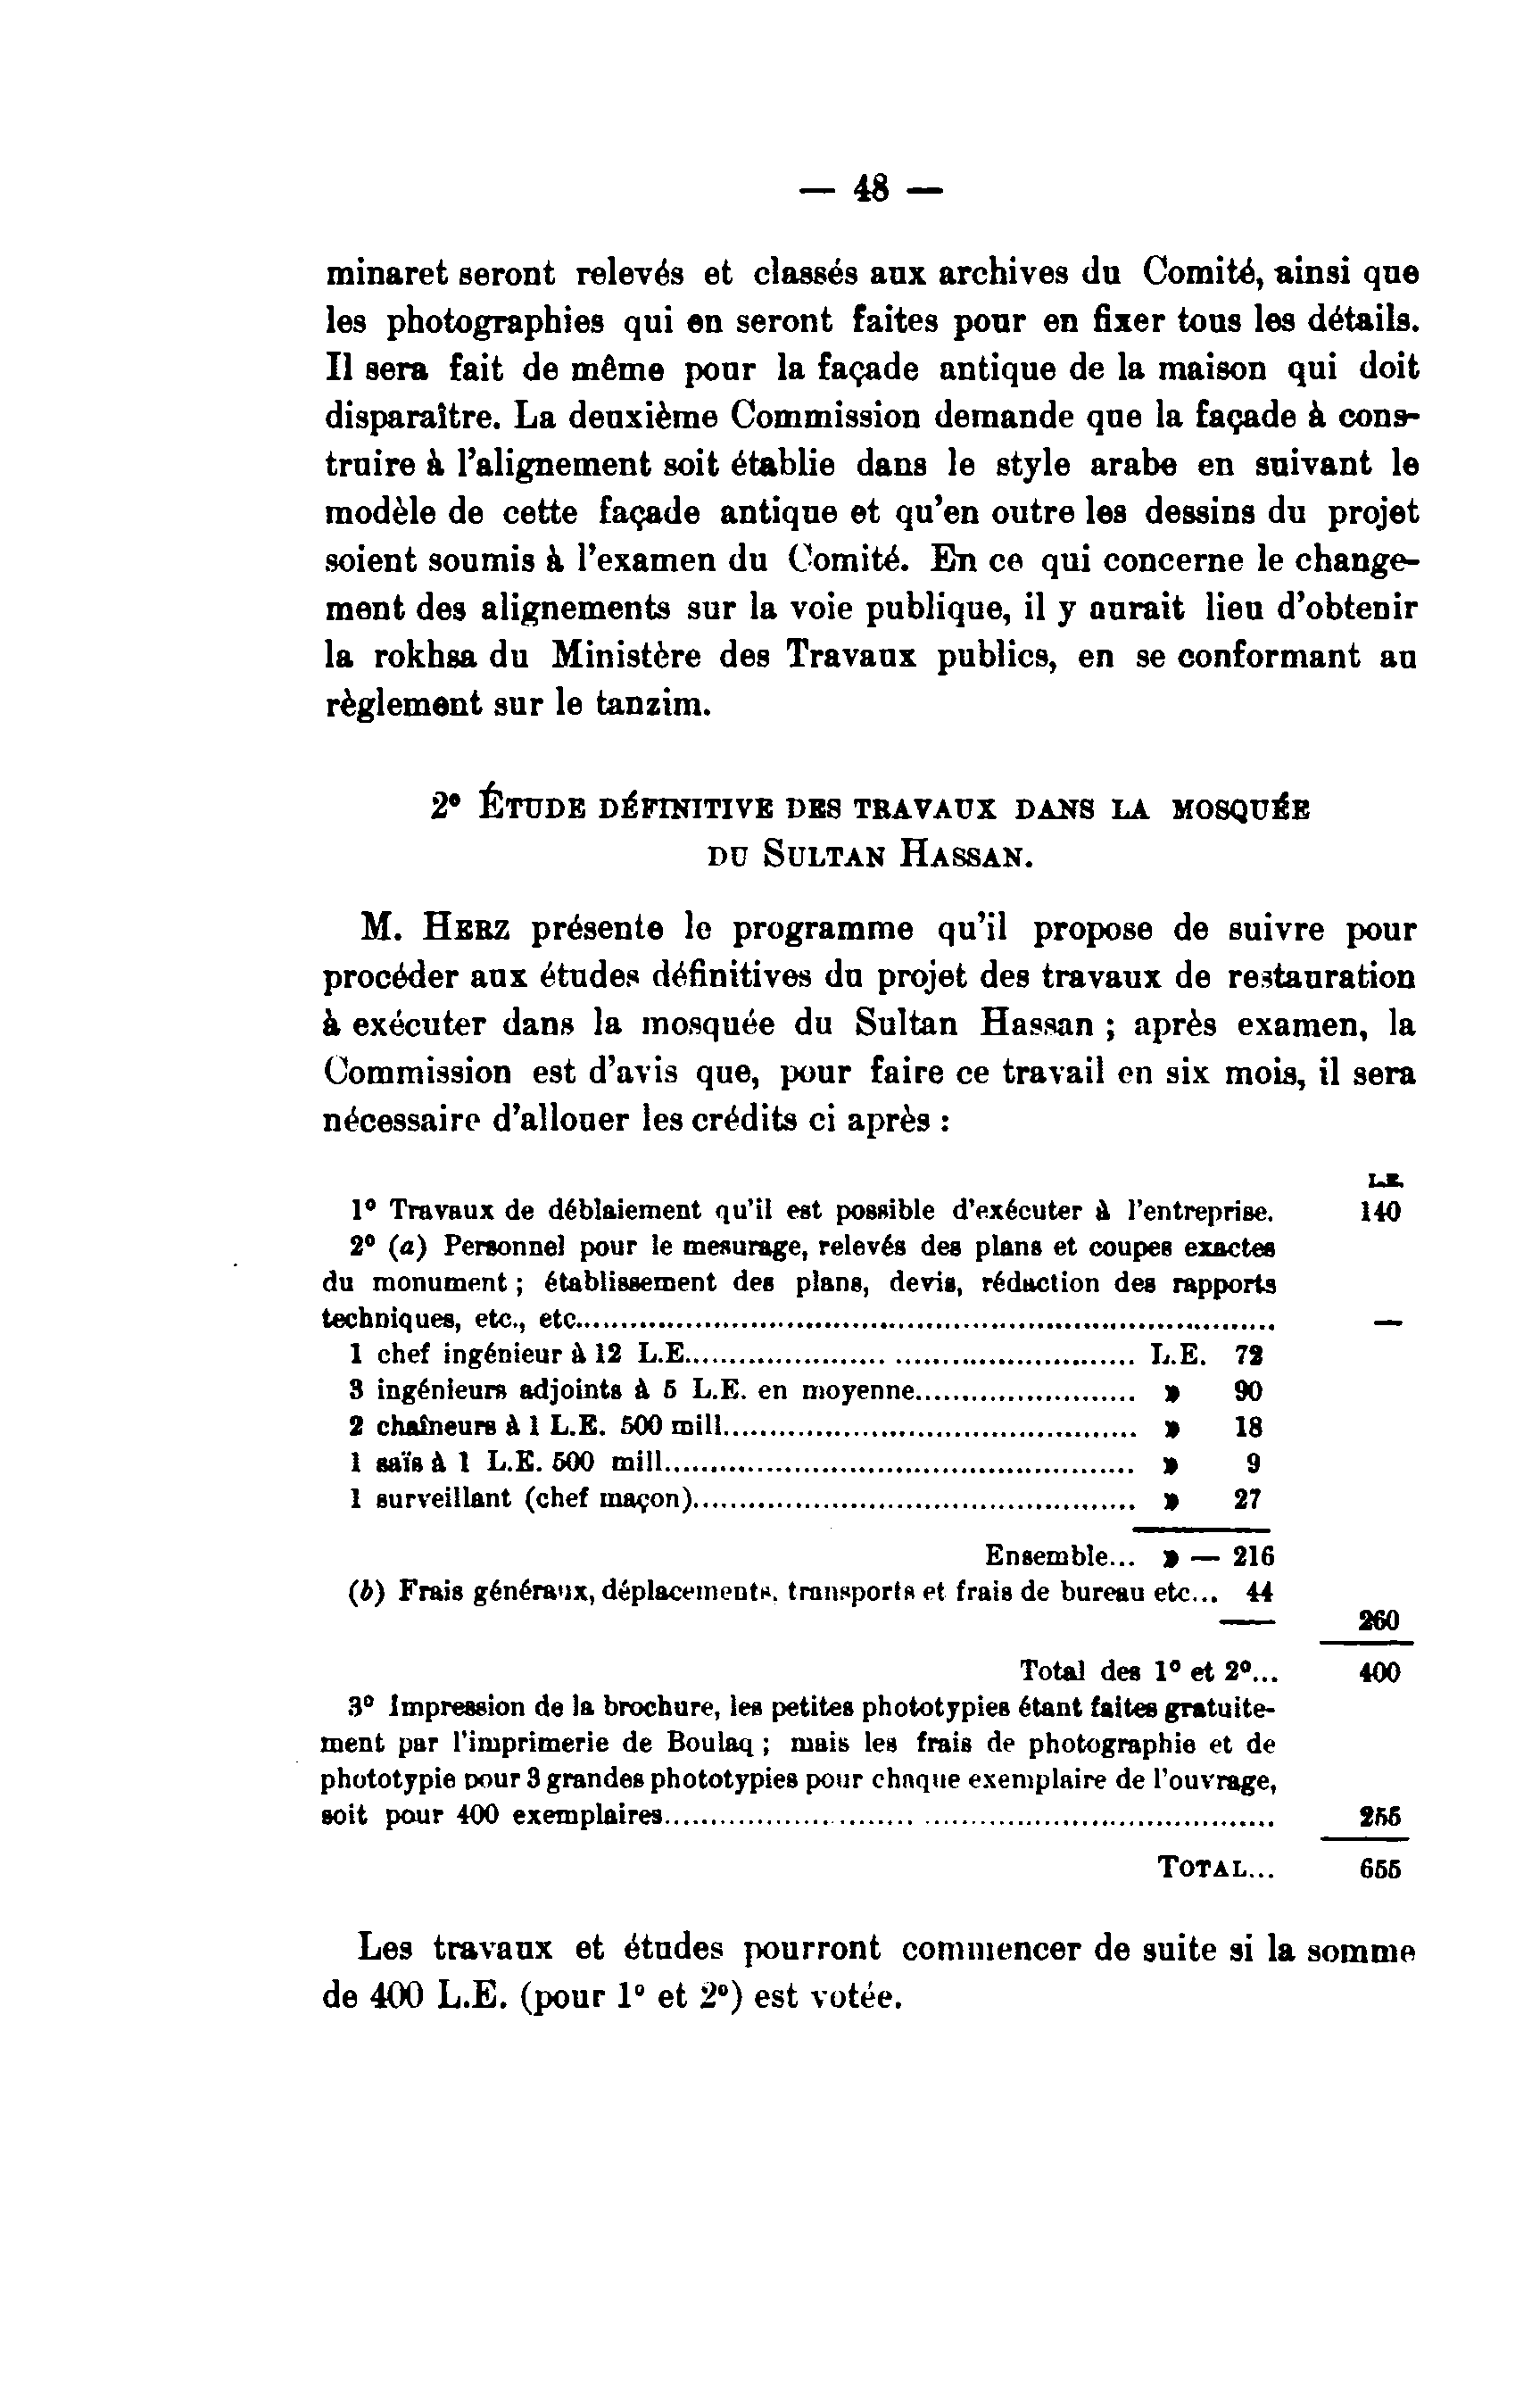 — 48 —
minaret seront relevés et classés aux archives du Comité, ainsi que
les photographies qui en seront faites pour en fixer tous les détails.
Il sera fait de même pour la façade antique de la maison qui doit
disparaître. La deuxième Commission demande que la façade à cons-
truire à l'alignement soit établie dans le style arabe en suivant le
modèle de cette façade antique et qu'en outre les dessins du projet
soient soumis à l'examen du Comité. En ce qui concerne le change-
ment des alignements sur la voie publique, il y aurait lieu d'obtenir
la rokhsa du Ministère des Travaux publics, en se conformant au
règlement sur le tanzim.
2° ÉTUDE DÉFINITIVE DES TRAVAUX DANS LA MOSQUÉE
DU SULTAN HASSAN.
M. HERZ présente le programme qu'il propose de suivre pour
procéder aux études définitives du projet des travaux de restauration
à exécuter dans la mosquée du Sultan Hassan ; après examen, la
Commission est d'avis que, pour faire ce travail en six mois, il sera
nécessaire d'allouer les crédits ci après :
L.E.
1° Travaux de déblaiement qu'il est possible d'exécuter à l'entreprise. 140
2° (a) Personnel pour le mesurage, relevés des plans et coupes exactes
du monument ; établissement des plans, devis, rédaction des rapports
techniques, etc., etc.................... —
1 chef ingénieur à 12 L.E.................... L.E. 72
3 ingénieurs adjoints à 5 L.E. en moyenne.................... » 90
2 chaîneurs à 1 L.E. 500 mill.................... » 18
1 saïs à 1 L.E. 500 mill.................... » 9
1 surveillant (chef maçon).................... » 27
Ensemble... » — 216
(b) Frais généraux, déplacements, transports et frais de bureau etc... 44
260
Total des 1° et 2°... 400
3° Impression de la brochure, les petites phototypies étant faites gratuite-
ment par l'imprimerie de Boulaq ; mais les frais de photographie et de
phototypie pour 3 grandes phototypies pour chaque exemplaire de l'ouvrage,
soit pour 400 exemplaires.................... 255
TOTAL... 655
Les travaux et études pourront commencer de suite si la somme
de 400 L.E. (pour 1° et 2°) est votée.